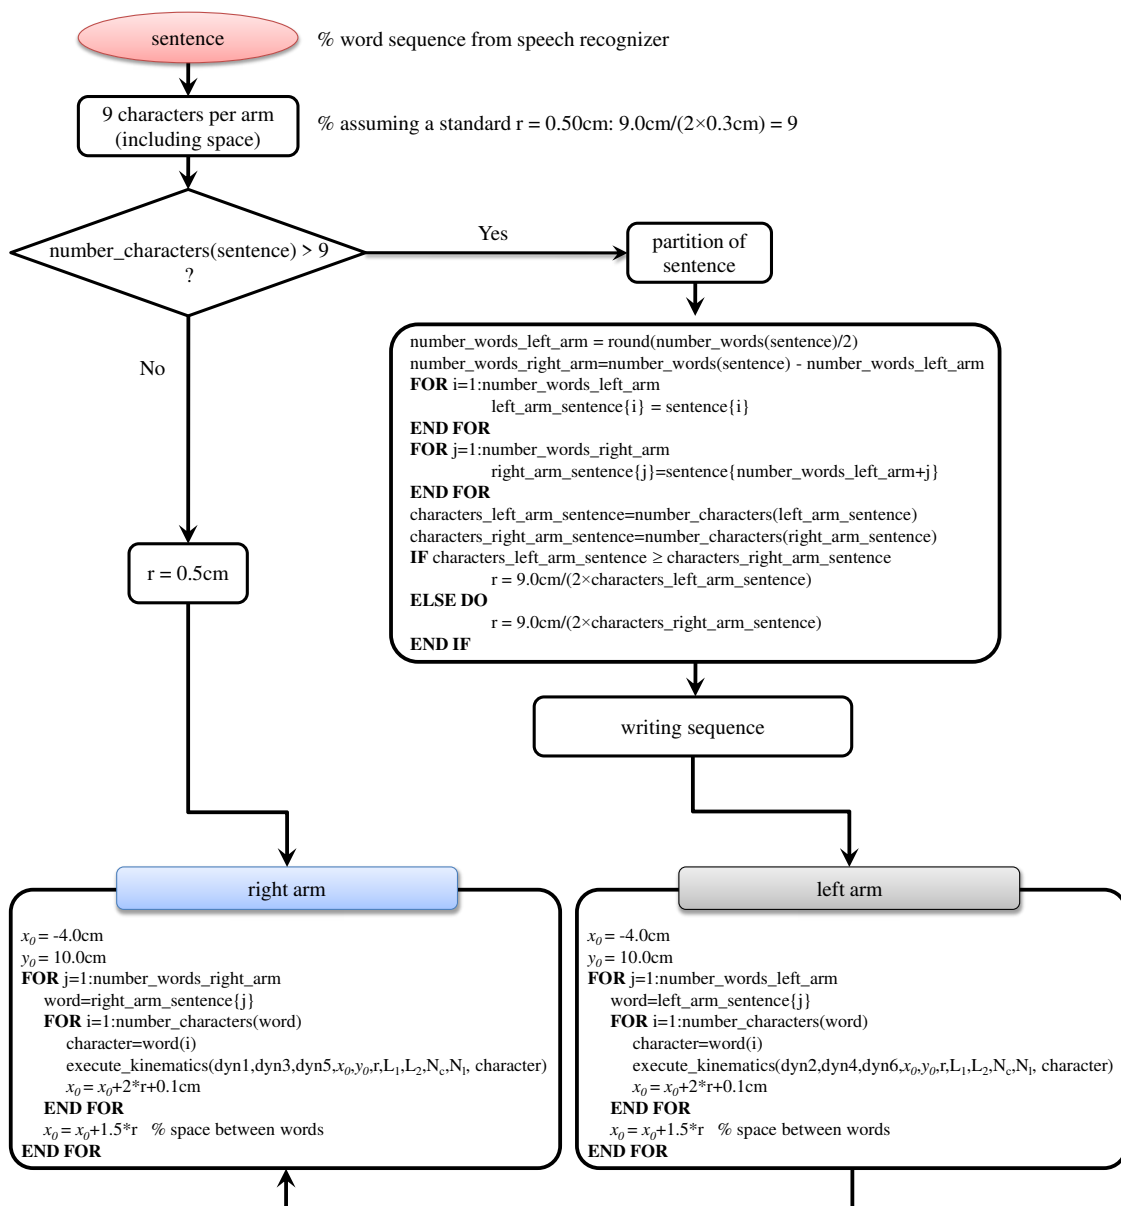 sentence
% word sequence from speech recognizer
9 characters per arm
(including space)
% assuming a standard r = 0.50cm: 9.0cm/(2×0.3cm) = 9
number_characters(sentence) > 9
?
Yes
partition of
sentence
No
number_words_left_arm = round(number_words(sentence)/2)
number_words_right_arm=number_words(sentence) - number_words_left_arm
FOR i=1:number_words_left_arm
left_arm_sentence{i} = sentence{i}
END FOR
FOR j=1:number_words_right_arm
right_arm_sentence{j}=sentence{number_words_left_arm+j}
END FOR
characters_left_arm_sentence=number_characters(left_arm_sentence)
characters_right_arm_sentence=number_characters(right_arm_sentence)
IF characters_left_arm_sentence ≥ characters_right_arm_sentence
r = 9.0cm/(2×characters_left_arm_sentence)
ELSE DO
r = 9.0cm/(2×characters_right_arm_sentence)
END IF
r = 0.5cm
writing sequence
right arm
x0 = -4.0cm
y0 = 10.0cm
FOR j=1:number_words_right_arm
word=right_arm_sentence{j}
FOR i=1:number_characters(word)
character=word(i)
execute_kinematics(dyn1,dyn3,dyn5,x0,y0,r,L1,L2,Nc,Nl, character)
x0 = x0+2*r+0.1cm
END FOR
x0 = x0+1.5*r % space between words
END FOR
left arm
x0 = -4.0cm
y0 = 10.0cm
FOR j=1:number_words_left_arm
word=left_arm_sentence{j}
FOR i=1:number_characters(word)
character=word(i)
execute_kinematics(dyn2,dyn4,dyn6,x0,y0,r,L1,L2,Nc,Nl, character)
x0 = x0+2*r+0.1cm
END FOR
x0 = x0+1.5*r % space between words
END FOR